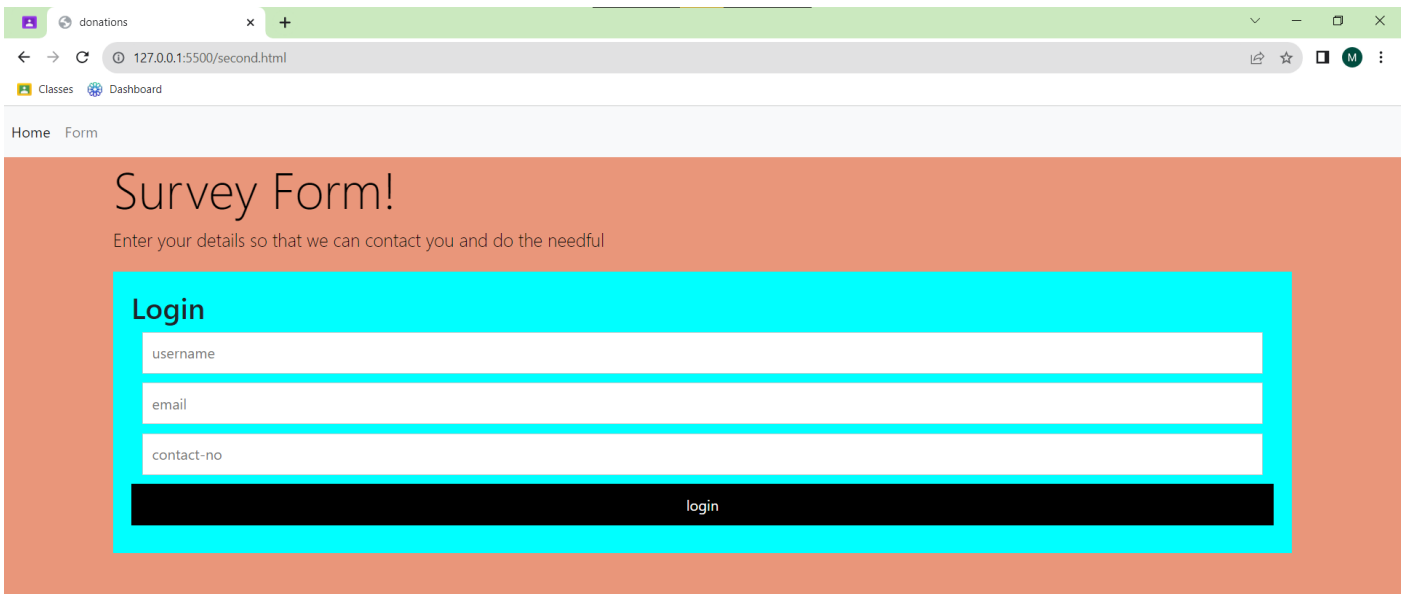 donations
127.0.0.1:5500/second.html
M
Classes Dashboard
Home Form
Survey Form!
Enter your details so that we can contact you and do the needful
Login
username
email
contact-no
login